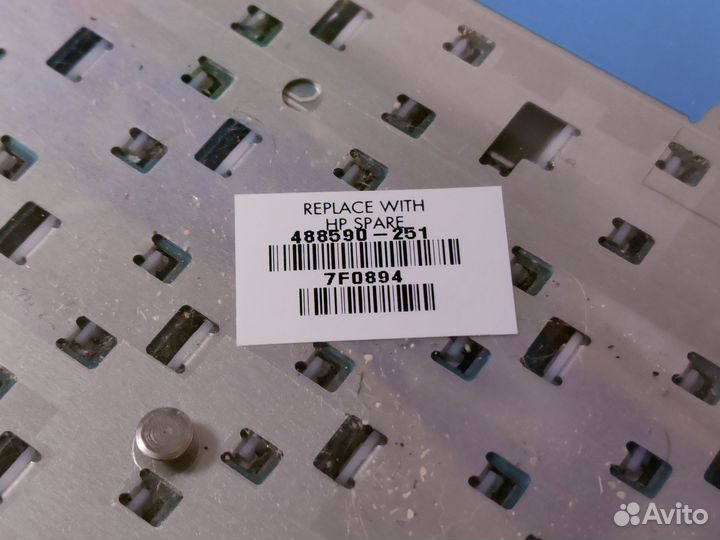 REPLACE WITH
HP SPARE
488590-251
7F0894
Avito